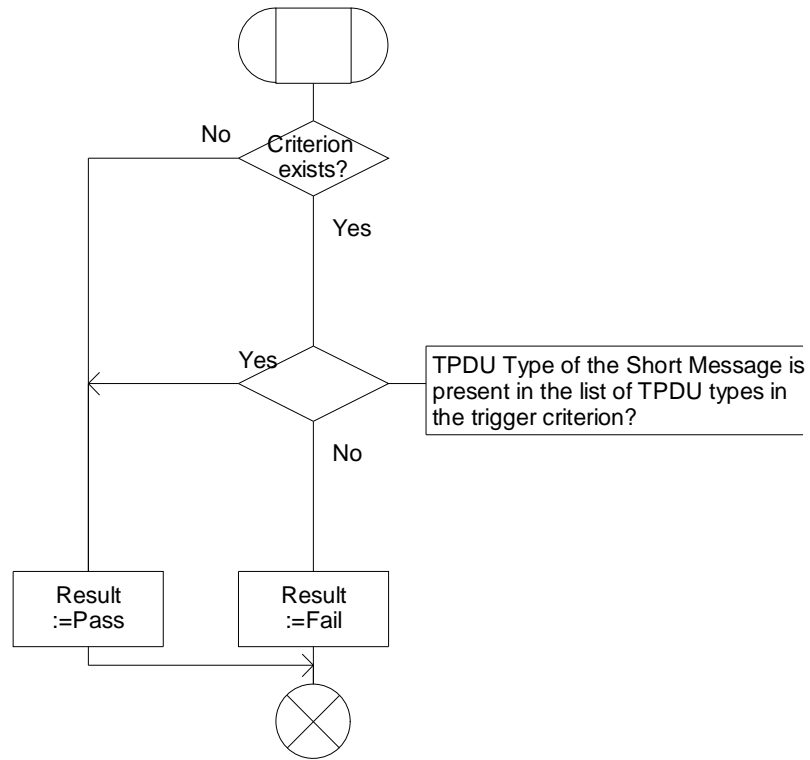 No
Criterion
exists?
Yes
Yes
TPDU Type of the Short Message is
present in the list of TPDU types in
the trigger criterion?
No
Result
:=Pass
Result
:=Fail